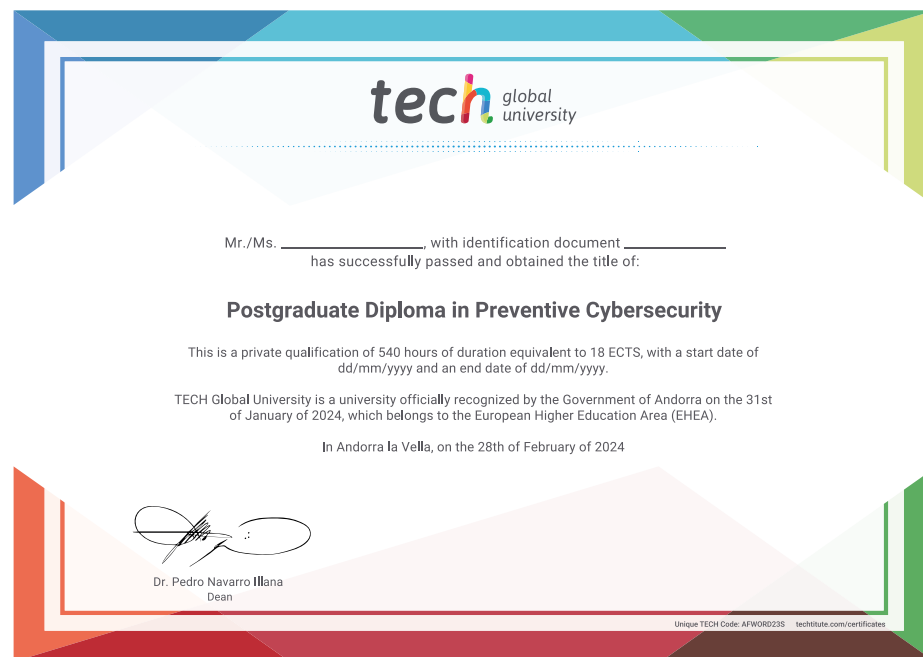 tech global university
Mr./Ms. ____________________, with identification document ______________
has successfully passed and obtained the title of:
Postgraduate Diploma in Preventive Cybersecurity
This is a private qualification of 540 hours of duration equivalent to 18 ECTS, with a start date of
dd/mm/yyyy and an end date of dd/mm/yyyy.
TECH Global University is a university officially recognized by the Government of Andorra on the 31st
of January of 2024, which belongs to the European Higher Education Area (EHEA).
In Andorra la Vella, on the 28th of February of 2024
Dr. Pedro Navarro Illana
Dean
Unique TECH Code: AFWORD23S techtitute.com/certificates